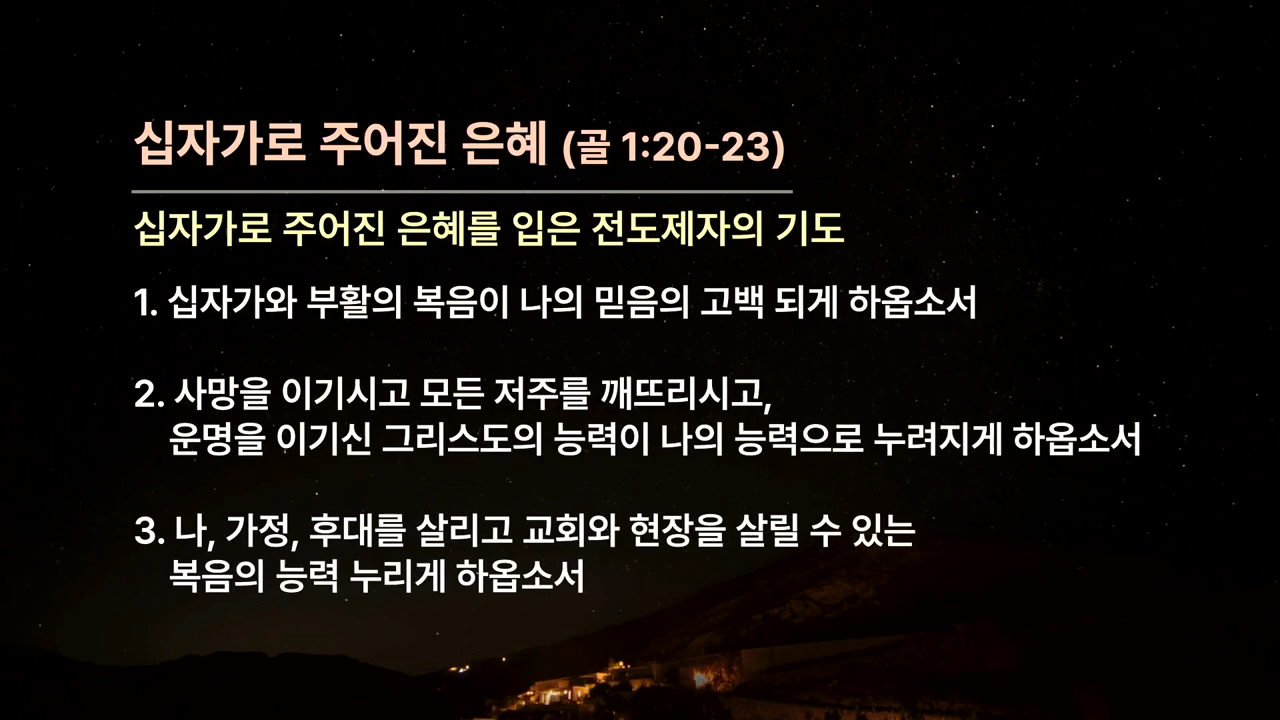 십자가로 주어진 은혜 (골 1:20-23)
십자가로 주어진 은혜를 입은 전도제자의 기도
1. 십자가와 부활의 복음이 나의 믿음의 고백 되게 하옵소서
2. 사망을 이기시고 모든 저주를 깨뜨리시고,
운명을 이기신 그리스도의 능력이 나의 능력으로 누려지게 하옵소서
3. 나, 가정, 후대를 살리고 교회와 현장을 살릴 수 있는
복음의 능력 누리게 하옵소서